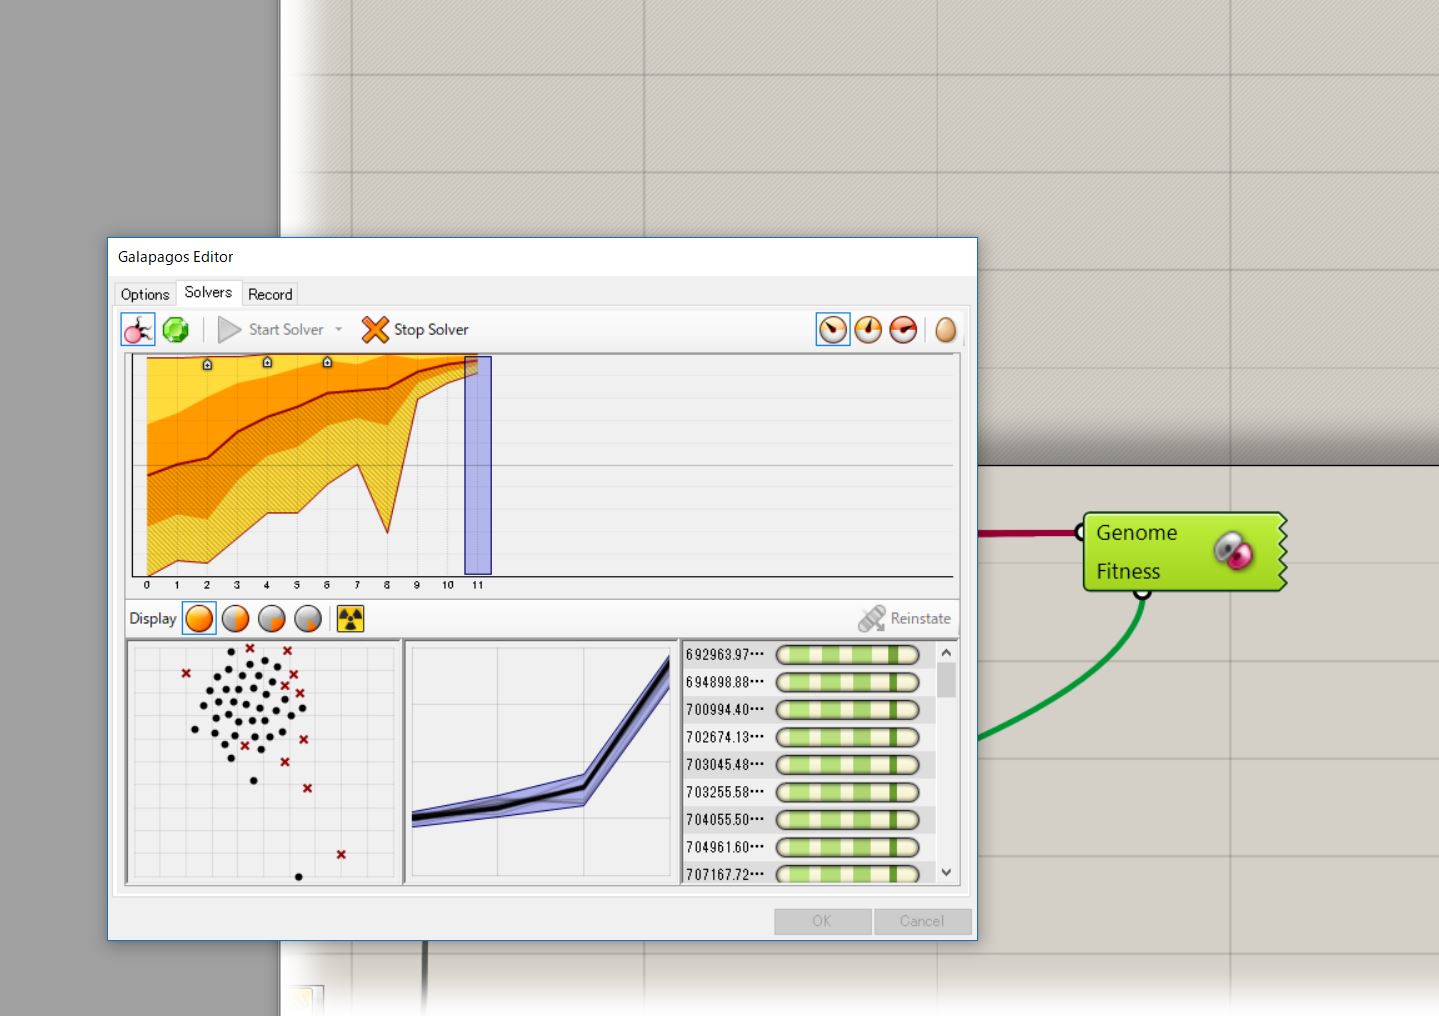 Galapagos Editor
Options Solvers Record
Start Solver Stop Solver
0 1 2 3 4 5 6 7 8 9 10 11
Display Reinstate
692963.97…
694898.88…
700994.40…
702674.13…
703045.48…
703255.58…
704055.50…
704961.60…
707167.72…
OK Cancel
Genome
Fitness